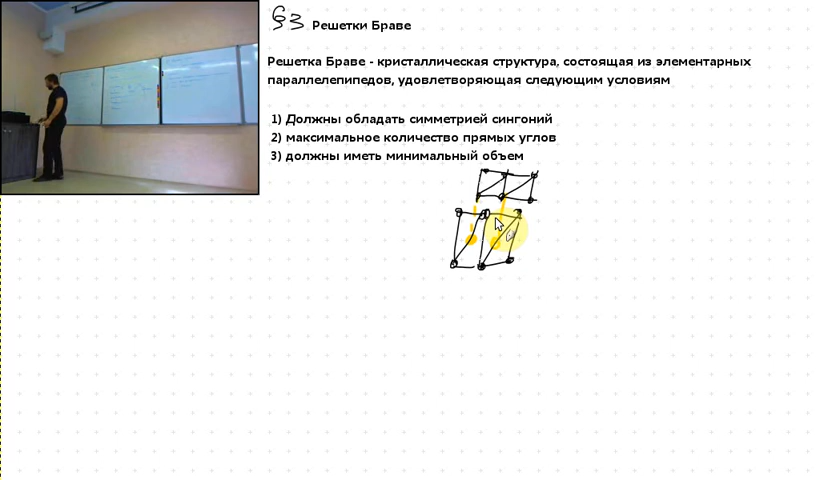 §3 Решетки Браве
Решетка Браве - кристаллическая структура, состоящая из элементарных
параллелепипедов, удовлетворяющая следующим условиям
1) Должны обладать симметрией сингоний
2) максимальное количество прямых углов
3) должны иметь минимальный объем